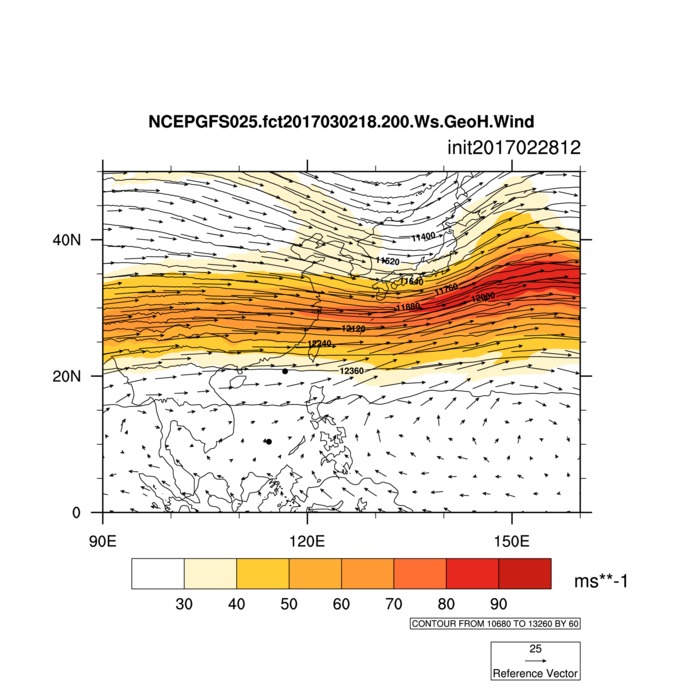 NCEPGFS025.fct2017030218.200.Ws.GeoH.Wind
init2017022812
40N
20N
0
11400
11520
11640
11760
11880
12000
12120
12240
12360
90E 120E 150E
30 40 50 60 70 80 90
ms**-1
CONTOUR FROM 10680 TO 13260 BY 60
25
Reference Vector